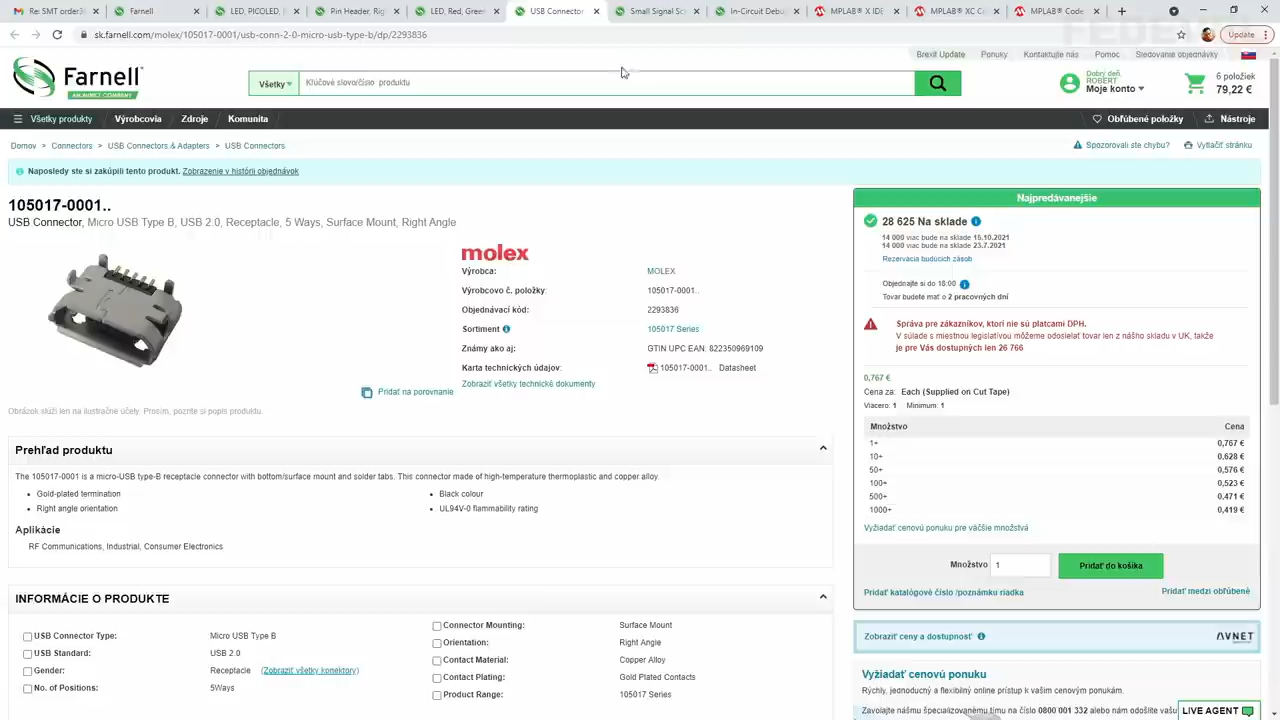 Re: SMT order
Farnell
LED, PCOLED,
Pin Header, Rig
LED, Red, Green
USB Connector
Small Signal Sc
In-Circuit Debu
MPLAB® X IDE
MPLAB® XC C
MPLAB® Code
sk.farnell.com/molex/105017-0001/usb-conn-2-0-micro-usb-type-b/dp/2293836
Update
Brexit Update Ponuky Kontaktujte nás Pomoc Sledovanie objednávky
Farnell
AN AVNET COMPANY
Všetky
Kľúčové slovo/číslo produktu
Dobrý deň,
ROBERT
Moje konto
6 položiek
79,22 €
Všetky produkty Výrobcovia Zdroje Komunita
Obľúbené položky Nástroje
Domov > Connectors > USB Connectors & Adapters > USB Connectors
Spozorovali ste chybu? Vytlačiť stránku
Naposledy ste si zakúpili tento produkt. Zobrazenie v histórii objednávok
105017-0001..
USB Connector, Micro USB Type B, USB 2.0, Receptacle, 5 Ways, Surface Mount, Right Angle
molex
Výrobca: MOLEX
Výrobcovo č. položky: 105017-0001..
Objednávací kód: 2293836
Sortiment 105017 Series
Známy ako aj: GTIN UPC EAN: 822350969109
Karta technických údajov: 105017-0001.. Datasheet
Zobraziť všetky technické dokumenty
Pridať na porovnanie
Obrázok slúži len na ilustračné účely. Prosím, pozrite si popis produktu.
Najpredávanejšie
28 625 Na sklade
14 000 viac bude na sklade 15.10.2021
14 000 viac bude na sklade 23.7.2021
Rezervácia budúcich zásob
Objednajte si do 18:00
Tovar budete mať o 2 pracovných dní
Správa pre zákazníkov, ktorí nie sú platcami DPH.
V súlade s miestnou legislatívou môžeme odosielať tovar len z nášho skladu v UK, takže
je pre Vás dostupných len 26 766
0,767 €
Cena za: Each (Supplied on Cut Tape)
Viacero: 1 Minimum: 1
Množstvo Cena
1+ 0,767 €
10+ 0,628 €
50+ 0,576 €
100+ 0,523 €
500+ 0,471 €
1000+ 0,419 €
Vyžiadať cenovú ponuku pre väčšie množstvá
Množstvo 1 Pridať do košíka
Pridať katalógové číslo /poznámku riadka Pridať medzi obľúbené
Zobraziť ceny a dostupnosť AVNET
Vyžiadať cenovú ponuku
Rýchly, jednoduchý a flexibilný online prístup k vašim cenovým ponukám.
Zavolajte nášmu špecializovanému tímu na číslo 0800 001 332 alebo nám odošlite vašu
LIVE AGENT
Prehľad produktu
The 105017-0001 is a micro-USB type-B receptacle connector with bottom/surface mount and solder tabs. This connector made of high-temperature thermoplastic and copper alloy.
Gold-plated termination
Right angle orientation
Black colour
UL94V-0 flammability rating
Aplikácie
RF Communications, Industrial, Consumer Electronics
INFORMÁCIE O PRODUKTE
USB Connector Type: Micro USB Type B
USB Standard: USB 2.0
Gender: Receptacle (Zobraziť všetky konektory)
No. of Positions: 5Ways
Connector Mounting: Surface Mount
Orientation: Right Angle
Contact Material: Copper Alloy
Contact Plating: Gold Plated Contacts
Product Range: 105017 Series